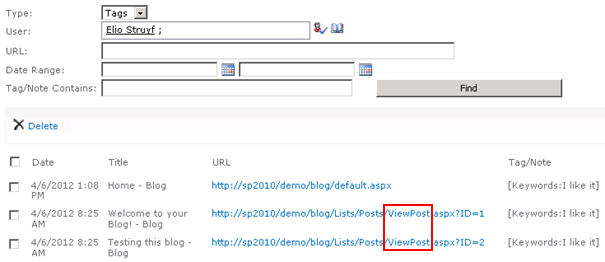 Type: Tags
User: Elio Struyf ;
URL:
Date Range:
Tag/Note Contains: Find
Delete
Date Title URL Tag/Note
4/6/2012 1:08 Home - Blog http://sp2010/demo/blog/default.aspx [Keywords:I like it]
PM
4/6/2012 8:25 Welcome to your http://sp2010/demo/blog/Lists/Posts/ViewPost.aspx?ID=1 [Keywords:I like it]
AM Blog! - Blog
4/6/2012 8:25 Testing this blog - http://sp2010/demo/blog/Lists/Posts/ViewPost.aspx?ID=2 [Keywords:I like it]
AM Blog